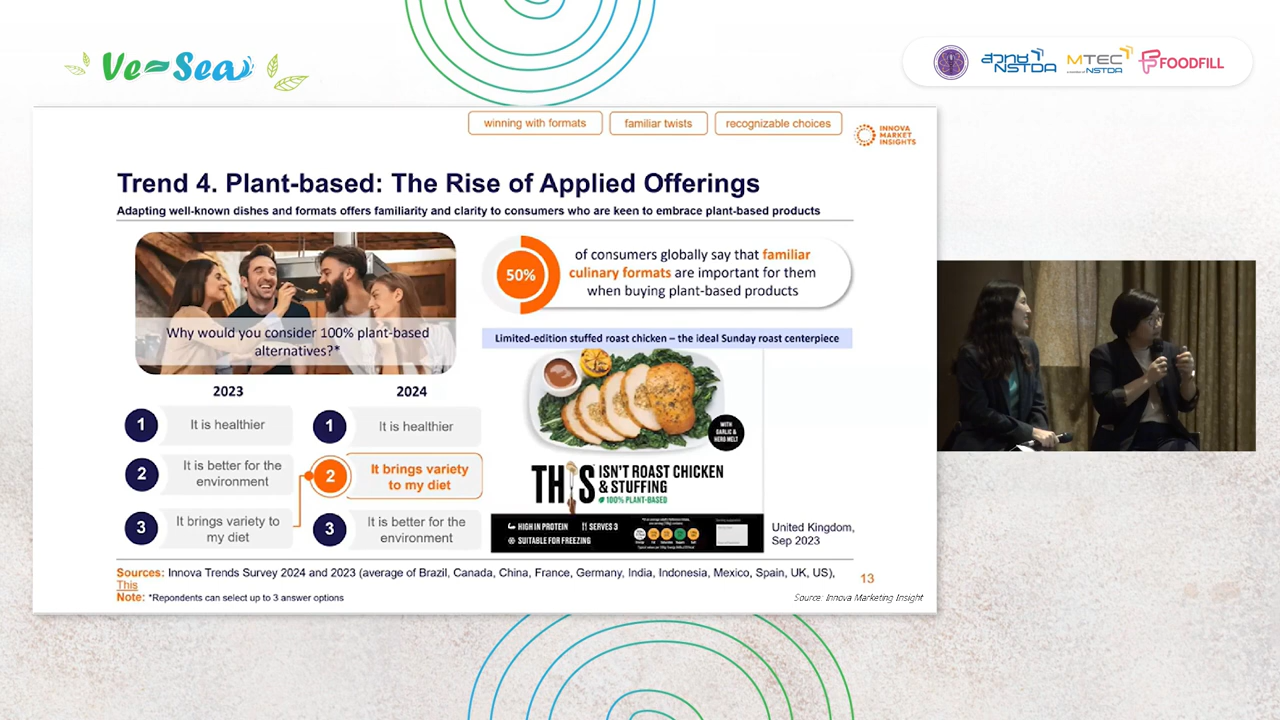 Ve-Sea
สวทช
NSTDA
MTEC
a member of NSTDA
FOODFILL
winning with formats
familiar twists
recognizable choices
INNOVA
MARKET
INSIGHTS
Trend 4. Plant-based: The Rise of Applied Offerings
Adapting well-known dishes and formats offers familiarity and clarity to consumers who are keen to embrace plant-based products
Why would you consider 100% plant-based
alternatives?*
2023
1
It is healthier
2
It is better for the
environment
3
It brings variety to
my diet
2024
1
It is healthier
2
It brings variety
to my diet
3
It is better for the
environment
50%
of consumers globally say that familiar
culinary formats are important for them
when buying plant-based products
Limited-edition stuffed roast chicken – the ideal Sunday roast centerpiece
WITH
GARLIC &
HERB MELT
THIS ISN'T ROAST CHICKEN
& STUFFING
100% PLANT-BASED
HIGH IN PROTEIN
SERVES 3
SUITABLE FOR FREEZING
United Kingdom,
Sep 2023
Sources: Innova Trends Survey 2024 and 2023 (average of Brazil, Canada, China, France, Germany, India, Indonesia, Mexico, Spain, UK, US),
This
Note: *Repondents can select up to 3 answer options
13
Source: Innova Marketing Insight